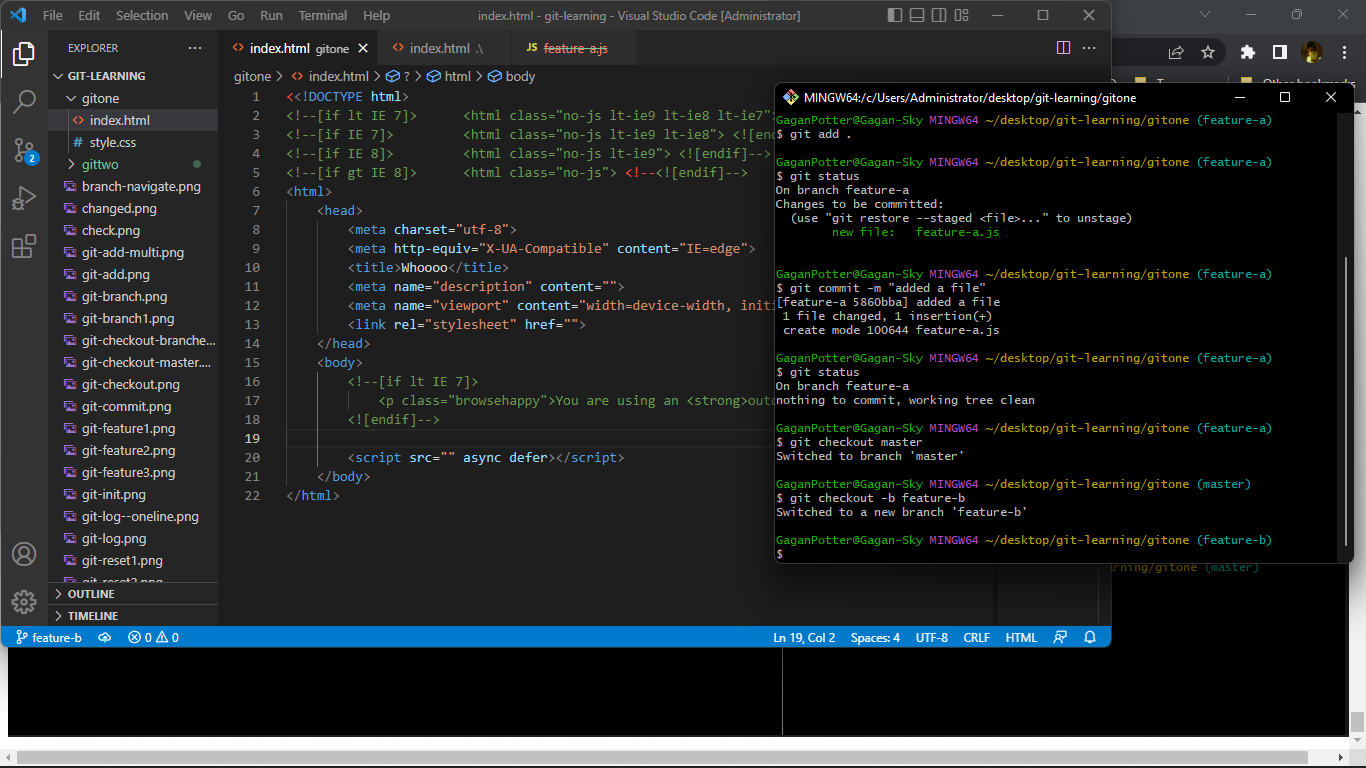 File Edit Selection View Go Run Terminal Help
index.html - git-learning - Visual Studio Code [Administrator]
EXPLORER
GIT-LEARNING
gitone
index.html
# style.css
gittwo
branch-navigate.png
changed.png
check.png
git-add-multi.png
git-add.png
git-branch.png
git-branch1.png
git-checkout-branche...
git-checkout-master....
git-checkout.png
git-commit.png
git-feature1.png
git-feature2.png
git-feature3.png
git-init.png
git-log--oneline.png
git-log.png
git-reset1.png
git-reset2.png
OUTLINE
TIMELINE
2
<> index.html gitone
<> index.html .\
JS feature-a.js
gitone > <> index.html > ? > html > body
1 <<!DOCTYPE html>
2 <!--[if lt IE 7]> <html class="no-js lt-ie9 lt-ie8 lt-ie7">
3 <!--[if IE 7]> <html class="no-js lt-ie9 lt-ie8"> <![en
4 <!--[if IE 8]> <html class="no-js lt-ie9"> <![endif]-->
5 <!--[if gt IE 8]> <html class="no-js"> <!--<![endif]-->
6 <html>
7 <head>
8 <meta charset="utf-8">
9 <meta http-equiv="X-UA-Compatible" content="IE=edge">
10 <title>Whoooo</title>
11 <meta name="description" content="">
12 <meta name="viewport" content="width=device-width, initi
13 <link rel="stylesheet" href="">
14 </head>
15 <body>
16 <!--[if lt IE 7]>
17 <p class="browsehappy">You are using an <strong>out
18 <![endif]-->
19
20 <script src="" async defer></script>
21 </body>
22 </html>
feature-b
0 0
Ln 19, Col 2 Spaces: 4 UTF-8 CRLF HTML
Other bookmarks
MINGW64:/c/Users/Administrator/desktop/git-learning/gitone
GaganPotter@Gagan-Sky MINGW64 ~/desktop/git-learning/gitone (feature-a)
$ git add .
GaganPotter@Gagan-Sky MINGW64 ~/desktop/git-learning/gitone (feature-a)
$ git status
On branch feature-a
Changes to be committed:
(use "git restore --staged <file>..." to unstage)
new file: feature-a.js
GaganPotter@Gagan-Sky MINGW64 ~/desktop/git-learning/gitone (feature-a)
$ git commit -m "added a file"
[feature-a 5860bba] added a file
1 file changed, 1 insertion(+)
create mode 100644 feature-a.js
GaganPotter@Gagan-Sky MINGW64 ~/desktop/git-learning/gitone (feature-a)
$ git status
On branch feature-a
nothing to commit, working tree clean
GaganPotter@Gagan-Sky MINGW64 ~/desktop/git-learning/gitone (feature-a)
$ git checkout master
Switched to branch 'master'
GaganPotter@Gagan-Sky MINGW64 ~/desktop/git-learning/gitone (master)
$ git checkout -b feature-b
Switched to a new branch 'feature-b'
GaganPotter@Gagan-Sky MINGW64 ~/desktop/git-learning/gitone (feature-b)
$
rning/gitone (master)